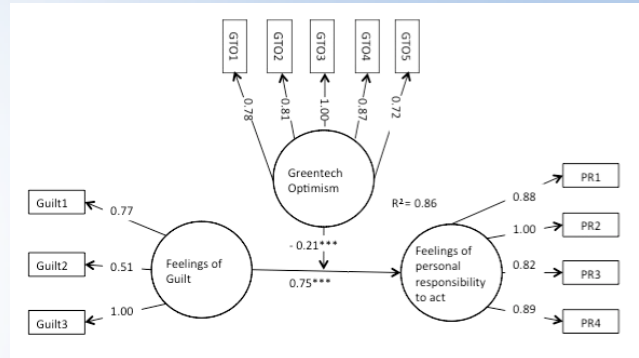 GTO1
GTO2
GTO3
GTO4
GTO5
0.78
0.81
1.00
0.87
0.72
Greentech
Optimism
R²= 0.86
- 0.21***
Guilt1
Guilt2
Guilt3
0.77
0.51
1.00
Feelings of
Guilt
0.75***
Feelings of
personal
responsibility
to act
0.88
1.00
0.82
0.89
PR1
PR2
PR3
PR4